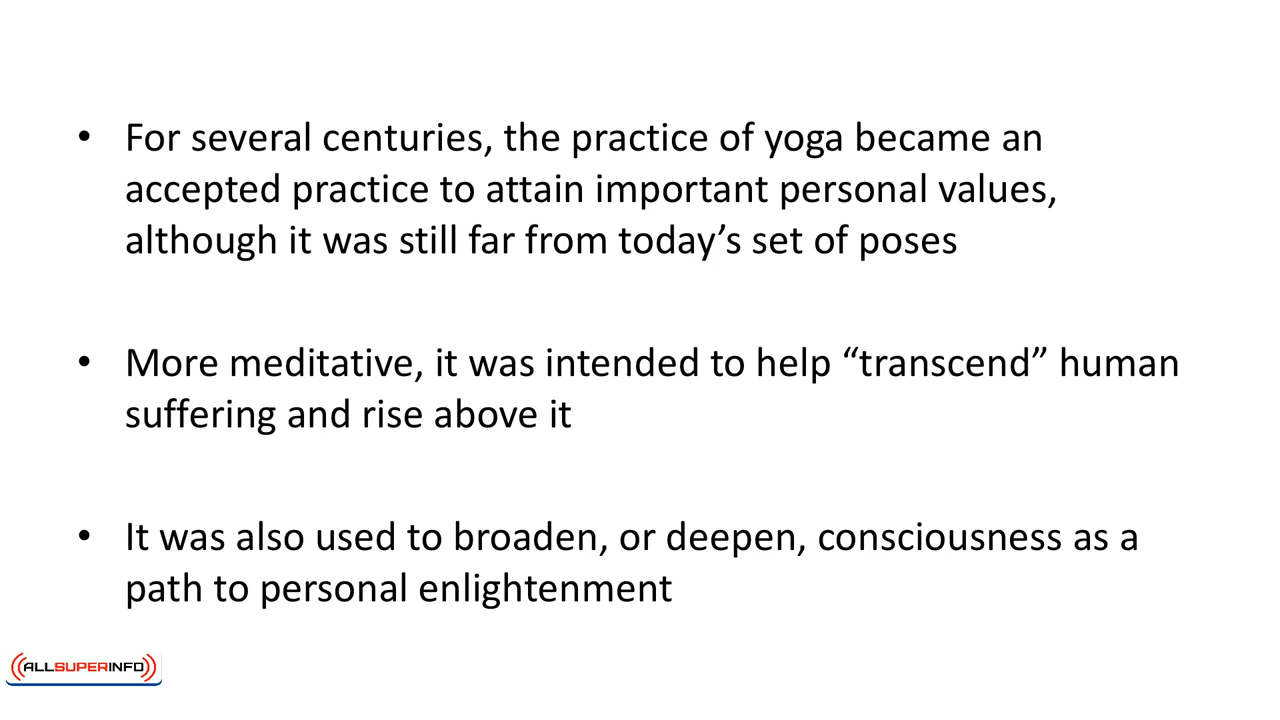 • For several centuries, the practice of yoga became an
accepted practice to attain important personal values,
although it was still far from today’s set of poses
• More meditative, it was intended to help “transcend” human
suffering and rise above it
• It was also used to broaden, or deepen, consciousness as a
path to personal enlightenment
ALLSUPERINFO